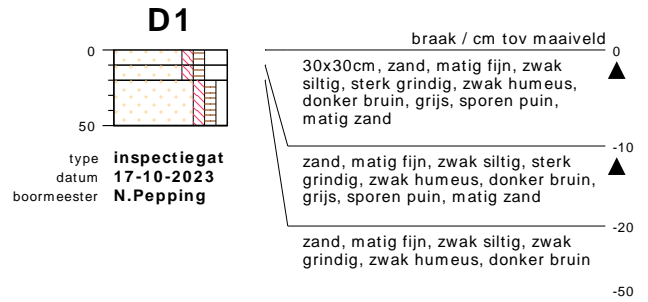 D1
braak / cm tov maaiveld
0
0
30x30cm, zand, matig fijn, zwak
siltig, sterk grindig, zwak humeus,
donker bruin, grijs, sporen puin,
matig zand
50
-10
type inspectiegat
datum 17-10-2023
boormeester N.Pepping
zand, matig fijn, zwak siltig, sterk
grindig, zwak humeus, donker bruin,
grijs, sporen puin, matig zand
-20
zand, matig fijn, zwak siltig, zwak
grindig, zwak humeus, donker bruin
-50